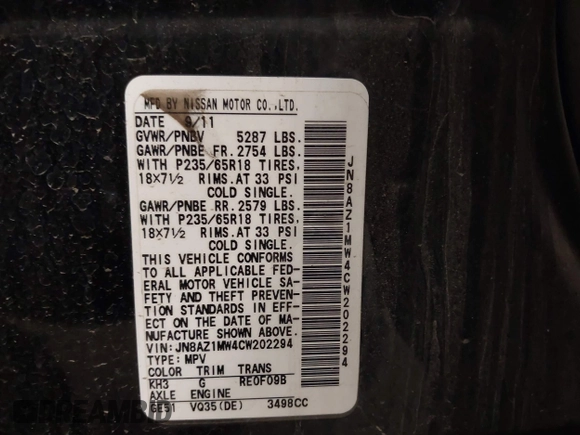 MFD BY NISSAN MOTOR CO.,LTD.
DATE 9/11
GVWR/PNBV 5287 LBS.
GAWR/PNBE FR. 2754 LBS.
WITH P235/65R18 TIRES,
18X7½ RIMS.AT 33 PSI
COLD SINGLE.
GAWR/PNBE RR. 2579 LBS.
WITH P235/65R18 TIRES,
18X7½ RIMS.AT 33 PSI
COLD SINGLE.
THIS VEHICLE CONFORMS
TO ALL APPLICABLE FED-
ERAL MOTOR VEHICLE SA-
FETY AND THEFT PREVEN-
TION STANDARDS IN EFF-
ECT ON THE DATE OF MA-
NUFACTURE SHOWN ABOVE.
VIN:JN8AZ1MW4CW202294
TYPE:MPV
COLOR TRIM TRANS
KH3 G RE0F09B
AXLE ENGINE
GE51 VQ35(DE) 3498CC
JN8AZ1MW4CW202294